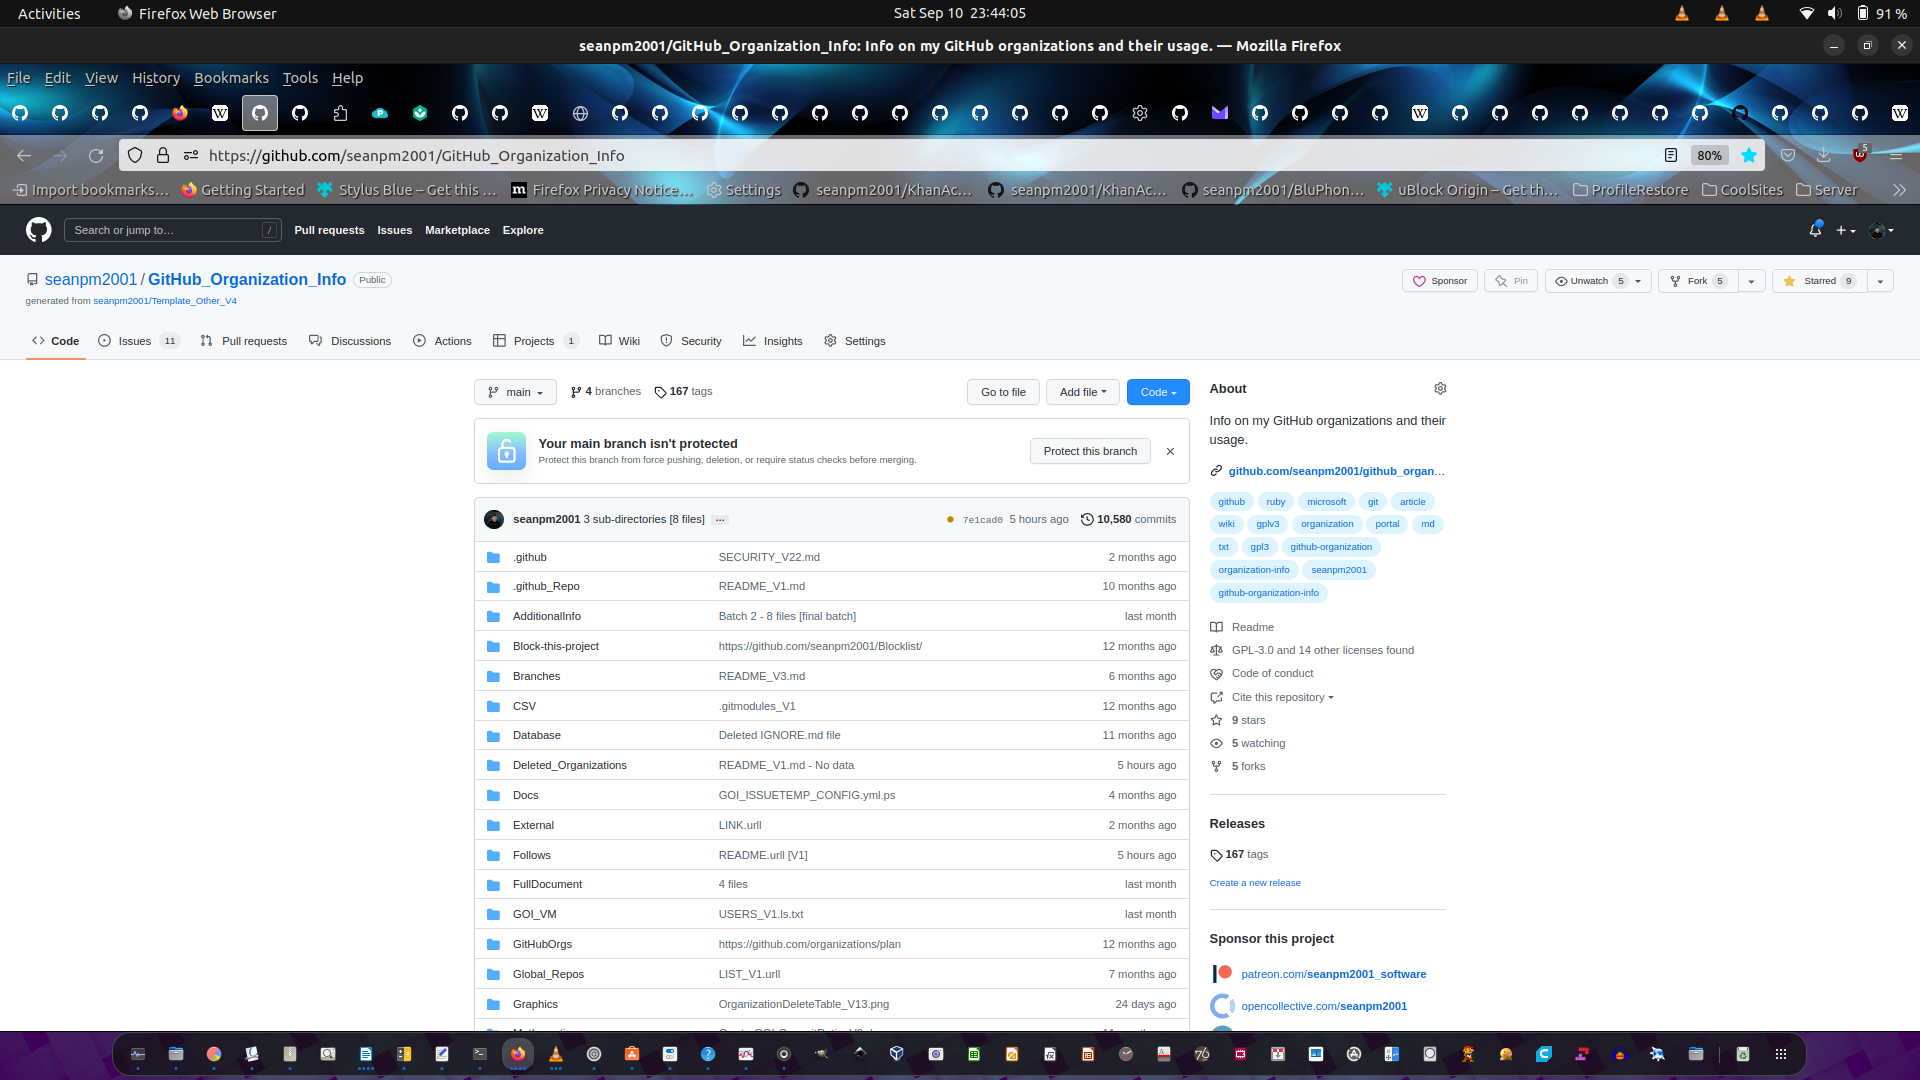 Activities Firefox Web Browser Sat Sep 10 23:44:05 91 %
seanpm2001/GitHub_Organization_Info: Info on my GitHub organizations and their usage. — Mozilla Firefox
File Edit View History Bookmarks Tools Help
https://github.com/seanpm2001/GitHub_Organization_Info 80% 5
Import bookmarks... Getting Started Stylus Blue – Get this ... Firefox Privacy Notice... Settings seanpm2001/KhanAc... seanpm2001/KhanAc... seanpm2001/BluPhon... uBlock Origin – Get th... ProfileRestore CoolSites Server
Search or jump to... / Pull requests Issues Marketplace Explore
seanpm2001 / GitHub_Organization_Info Public Sponsor Pin Unwatch 5 Fork 5 Starred 9
generated from seanpm2001/Template_Other_V4
Code Issues 11 Pull requests Discussions Actions Projects 1 Wiki Security Insights Settings
main 4 branches 167 tags Go to file Add file Code
Your main branch isn't protected
Protect this branch from force pushing, deletion, or require status checks before merging.
Protect this branch
seanpm2001 3 sub-directories [8 files] ... 7e1cad0 5 hours ago 10,580 commits
.github SECURITY_V22.md 2 months ago
.github_Repo README_V1.md 10 months ago
AdditionalInfo Batch 2 - 8 files [final batch] last month
Block-this-project https://github.com/seanpm2001/Blocklist/ 12 months ago
Branches README_V3.md 6 months ago
CSV .gitmodules_V1 12 months ago
Database Deleted IGNORE.md file 11 months ago
Deleted_Organizations README_V1.md - No data 5 hours ago
Docs GOI_ISSUETEMP_CONFIG.yml.ps 4 months ago
External LINK.urll 2 months ago
Follows README.urll [V1] 5 hours ago
FullDocument 4 files last month
GOI_VM USERS_V1.ls.txt last month
GitHubOrgs https://github.com/organizations/plan 12 months ago
Global_Repos LIST_V1.urll 7 months ago
Graphics OrganizationDeleteTable_V13.png 24 days ago
About
Info on my GitHub organizations and their
usage.
github.com/seanpm2001/github_organ...
github ruby microsoft git article
wiki gplv3 organization portal md
txt gpl3 github-organization
organization-info seanpm2001
github-organization-info
Readme
GPL-3.0 and 14 other licenses found
Code of conduct
Cite this repository
9 stars
5 watching
5 forks
Releases
167 tags
Create a new release
Sponsor this project
patreon.com/seanpm2001_software
opencollective.com/seanpm2001